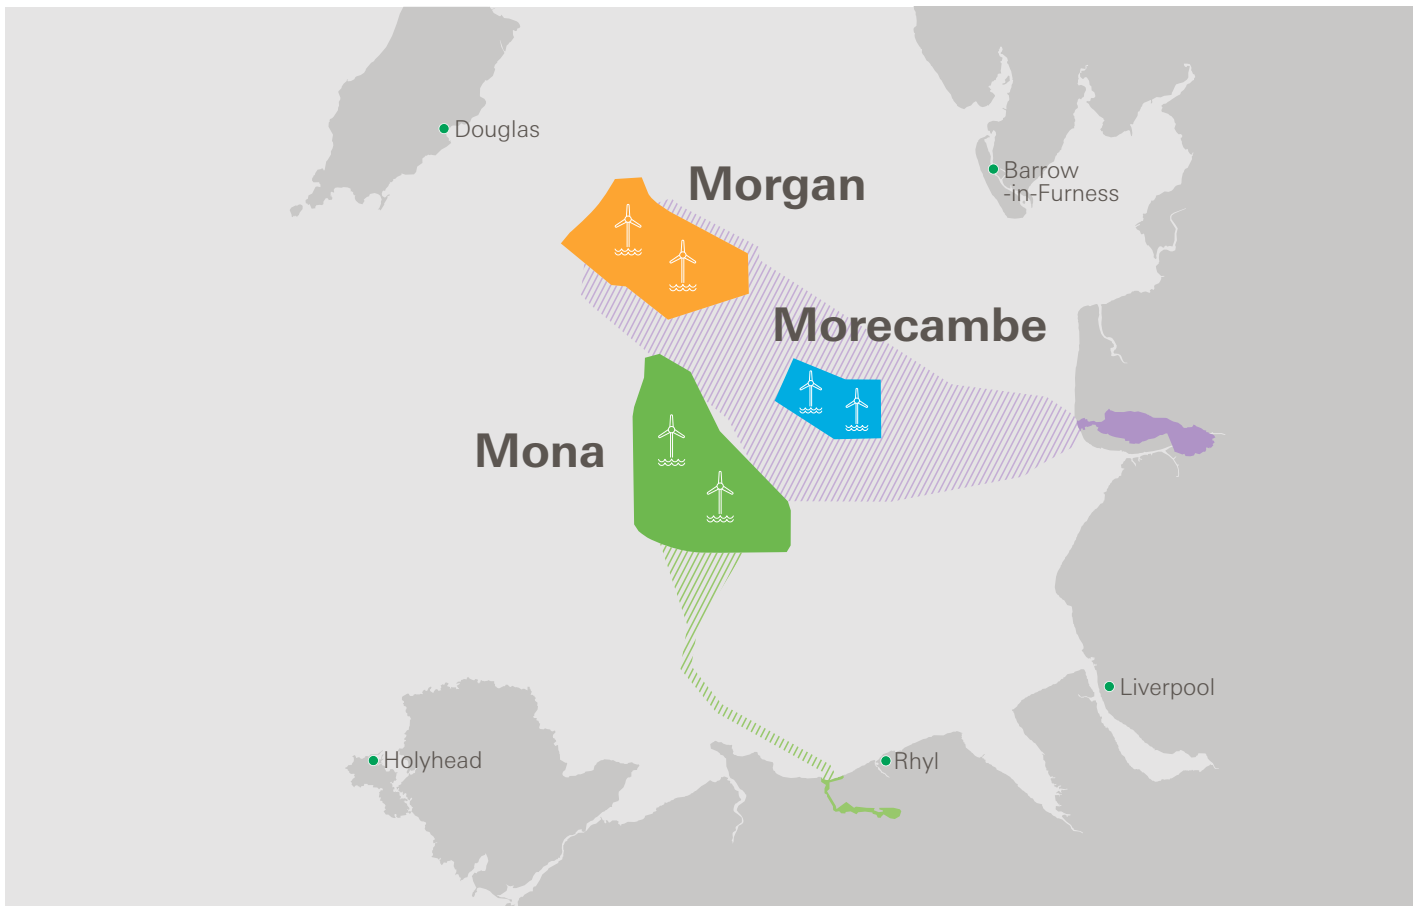 Douglas
Morgan
Barrow
-in-Furness
Morecambe
Mona
Liverpool
Holyhead
Rhyl